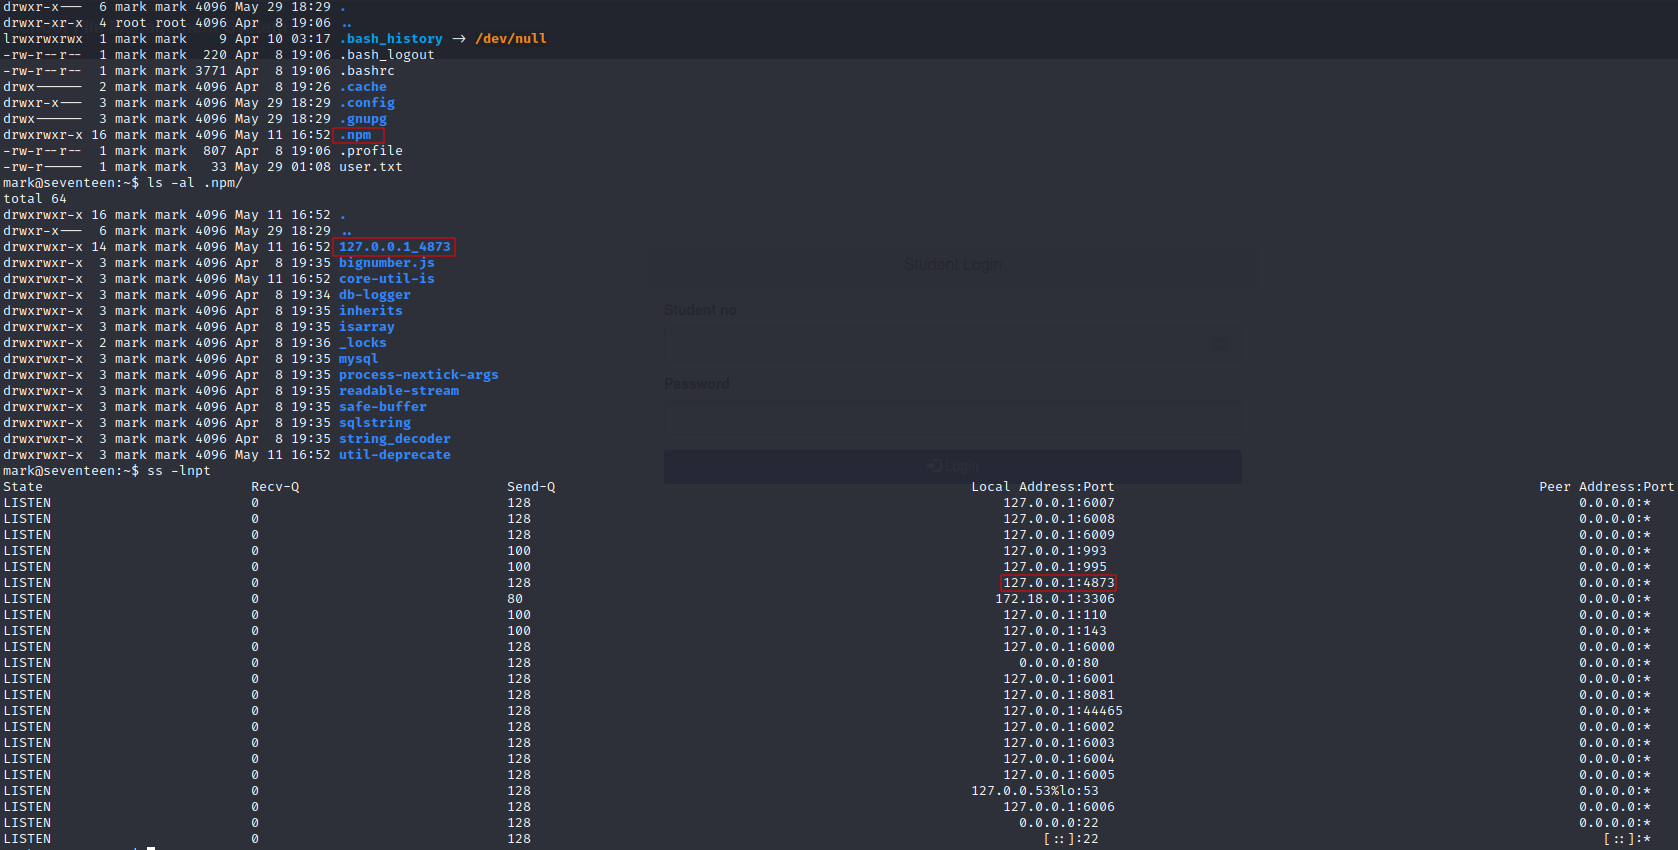 drwxr-x--- 6 mark mark 4096 May 29 18:29 .
drwxr-xr-x 4 root root 4096 Apr 8 19:06 ..
lrwxrwxrwx 1 mark mark 9 Apr 10 03:17 .bash_history -> /dev/null
-rw-r--r-- 1 mark mark 220 Apr 8 19:06 .bash_logout
-rw-r--r-- 1 mark mark 3771 Apr 8 19:06 .bashrc
drwx------ 2 mark mark 4096 Apr 8 19:26 .cache
drwxr-x--- 3 mark mark 4096 May 29 18:29 .config
drwx------ 3 mark mark 4096 May 29 18:29 .gnupg
drwxrwxr-x 16 mark mark 4096 May 11 16:52 .npm
-rw-r--r-- 1 mark mark 807 Apr 8 19:06 .profile
-rw-r----- 1 mark mark 33 May 29 01:08 user.txt
mark@seventeen:~$ ls -al .npm/
total 64
drwxrwxr-x 16 mark mark 4096 May 11 16:52 .
drwxr-x--- 6 mark mark 4096 May 29 18:29 ..
drwxrwxr-x 14 mark mark 4096 May 11 16:52 127.0.0.1_4873
drwxrwxr-x 3 mark mark 4096 Apr 8 19:35 bignumber.js
drwxrwxr-x 3 mark mark 4096 May 11 16:52 core-util-is
drwxrwxr-x 3 mark mark 4096 Apr 8 19:34 db-logger
drwxrwxr-x 3 mark mark 4096 Apr 8 19:35 inherits
drwxrwxr-x 3 mark mark 4096 Apr 8 19:35 isarray
drwxrwxr-x 2 mark mark 4096 Apr 8 19:36 _locks
drwxrwxr-x 3 mark mark 4096 Apr 8 19:35 mysql
drwxrwxr-x 3 mark mark 4096 Apr 8 19:35 process-nextick-args
drwxrwxr-x 3 mark mark 4096 Apr 8 19:35 readable-stream
drwxrwxr-x 3 mark mark 4096 Apr 8 19:35 safe-buffer
drwxrwxr-x 3 mark mark 4096 Apr 8 19:35 sqlstring
drwxrwxr-x 3 mark mark 4096 Apr 8 19:35 string_decoder
drwxrwxr-x 3 mark mark 4096 May 11 16:52 util-deprecate
mark@seventeen:~$ ss -lnpt
State Recv-Q Send-Q Local Address:Port Peer Address:Port
LISTEN 0 128 127.0.0.1:6007 0.0.0.0:*
LISTEN 0 128 127.0.0.1:6008 0.0.0.0:*
LISTEN 0 128 127.0.0.1:6009 0.0.0.0:*
LISTEN 0 100 127.0.0.1:993 0.0.0.0:*
LISTEN 0 100 127.0.0.1:995 0.0.0.0:*
LISTEN 0 128 127.0.0.1:4873 0.0.0.0:*
LISTEN 0 80 172.18.0.1:3306 0.0.0.0:*
LISTEN 0 100 127.0.0.1:110 0.0.0.0:*
LISTEN 0 100 127.0.0.1:143 0.0.0.0:*
LISTEN 0 128 127.0.0.1:6000 0.0.0.0:*
LISTEN 0 128 0.0.0.0:80 0.0.0.0:*
LISTEN 0 128 127.0.0.1:6001 0.0.0.0:*
LISTEN 0 128 127.0.0.1:8081 0.0.0.0:*
LISTEN 0 128 127.0.0.1:44465 0.0.0.0:*
LISTEN 0 128 127.0.0.1:6002 0.0.0.0:*
LISTEN 0 128 127.0.0.1:6003 0.0.0.0:*
LISTEN 0 128 127.0.0.1:6004 0.0.0.0:*
LISTEN 0 128 127.0.0.1:6005 0.0.0.0:*
LISTEN 0 128 127.0.0.53%lo:53 0.0.0.0:*
LISTEN 0 128 127.0.0.1:6006 0.0.0.0:*
LISTEN 0 128 0.0.0.0:22 0.0.0.0:*
LISTEN 0 128 [::]:22 [::]:*
Student Login
Student no
Password
Login